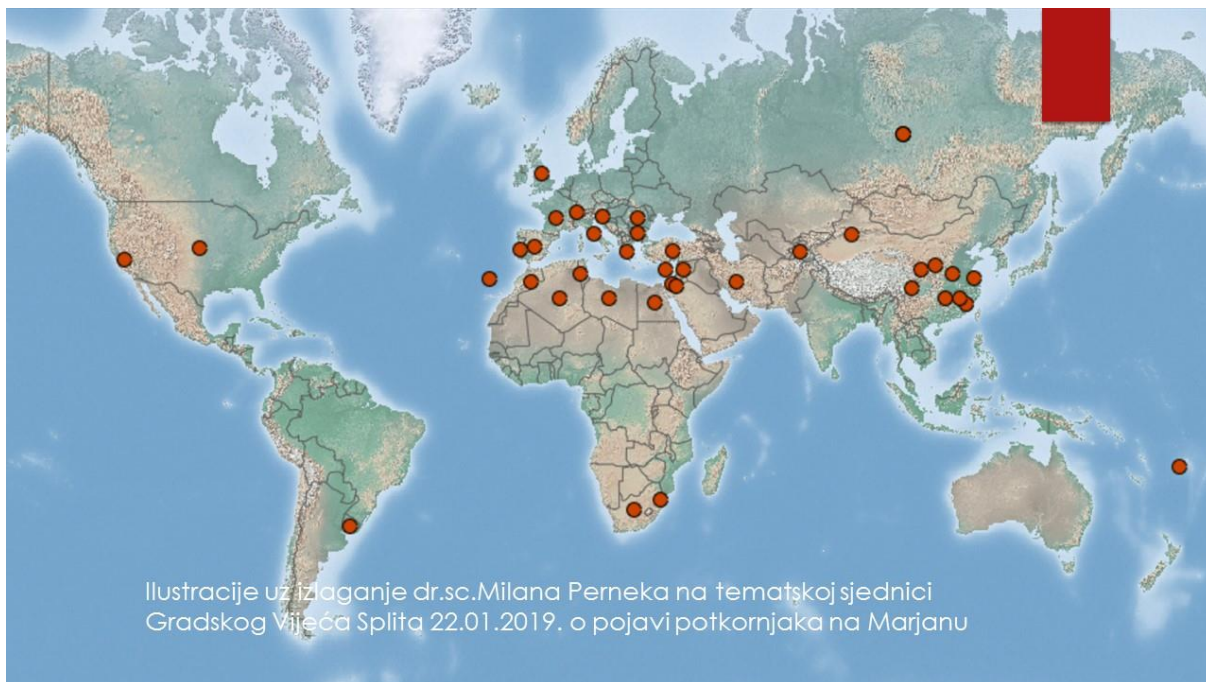 Ilustracije uz izlaganje dr.sc.Milana Perneka na tematskoj sjednici
Gradskog Vijeća Splita 22.01.2019. o pojavi potkornjaka na Marjanu